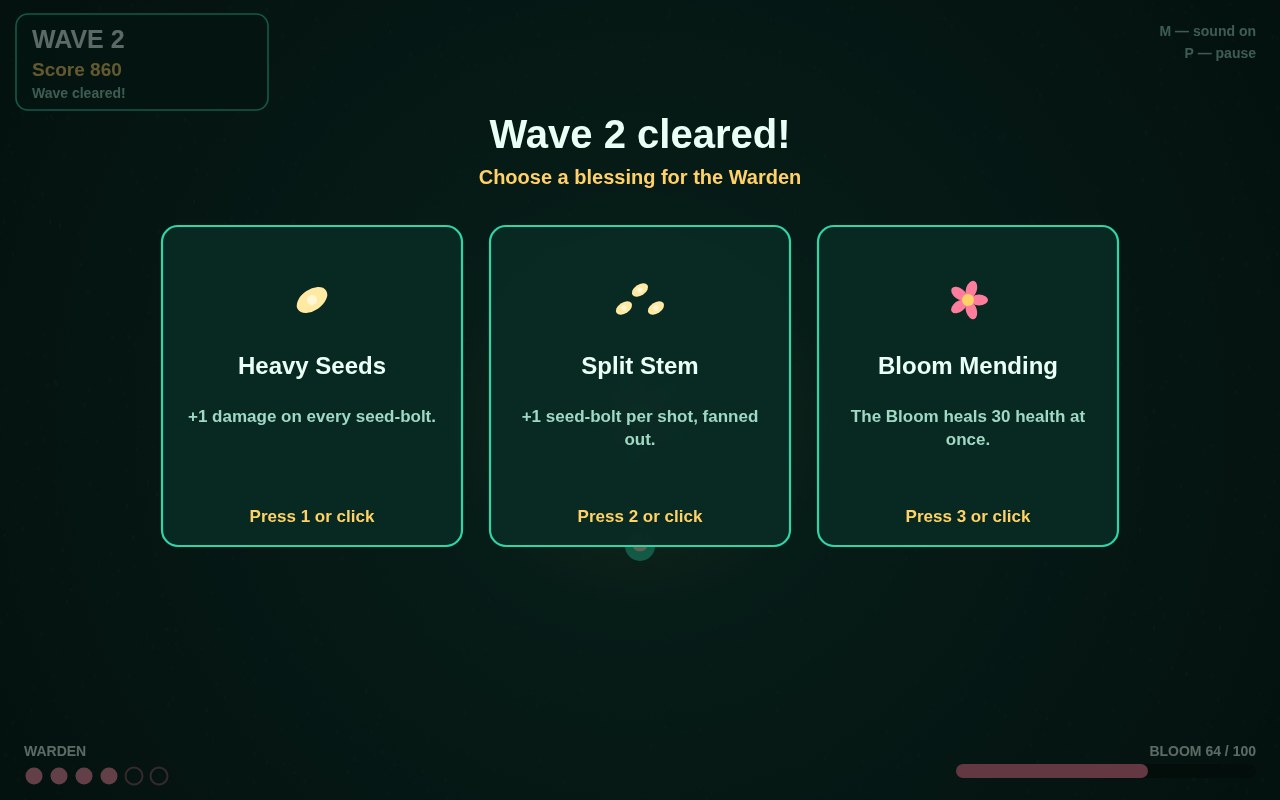 WAVE 2
Score 860
Wave cleared!
M — sound on
P — pause
Wave 2 cleared!
Choose a blessing for the Warden
Heavy Seeds
+1 damage on every seed-bolt.
Press 1 or click
Split Stem
+1 seed-bolt per shot, fanned
out.
Press 2 or click
Bloom Mending
The Bloom heals 30 health at
once.
Press 3 or click
WARDEN
BLOOM 64 / 100